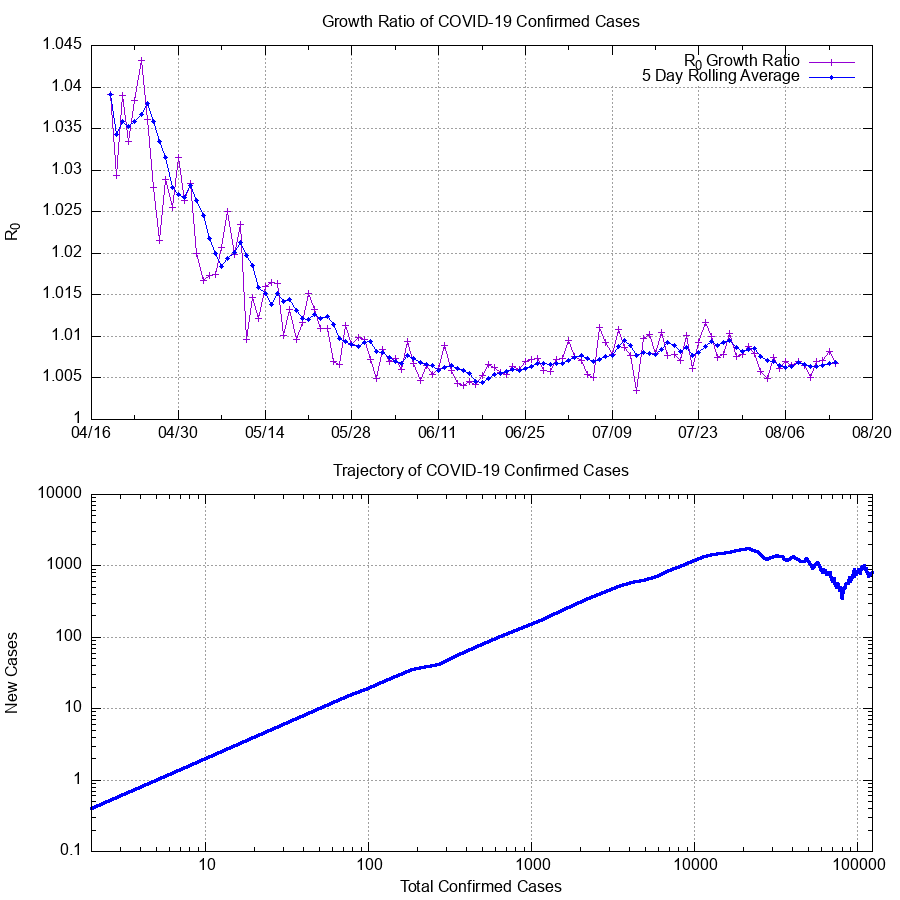 Growth Ratio of COVID-19 Confirmed Cases
1.045
1.04
1.035
1.03
1.025
1.02
1.015
1.01
1.005
1
R0
R0 Growth Ratio
5 Day Rolling Average
04/16 04/30 05/14 05/28 06/11 06/25 07/09 07/23 08/06 08/20
Trajectory of COVID-19 Confirmed Cases
10000
1000
100
10
1
0.1
New Cases
10 100 1000 10000 100000
Total Confirmed Cases